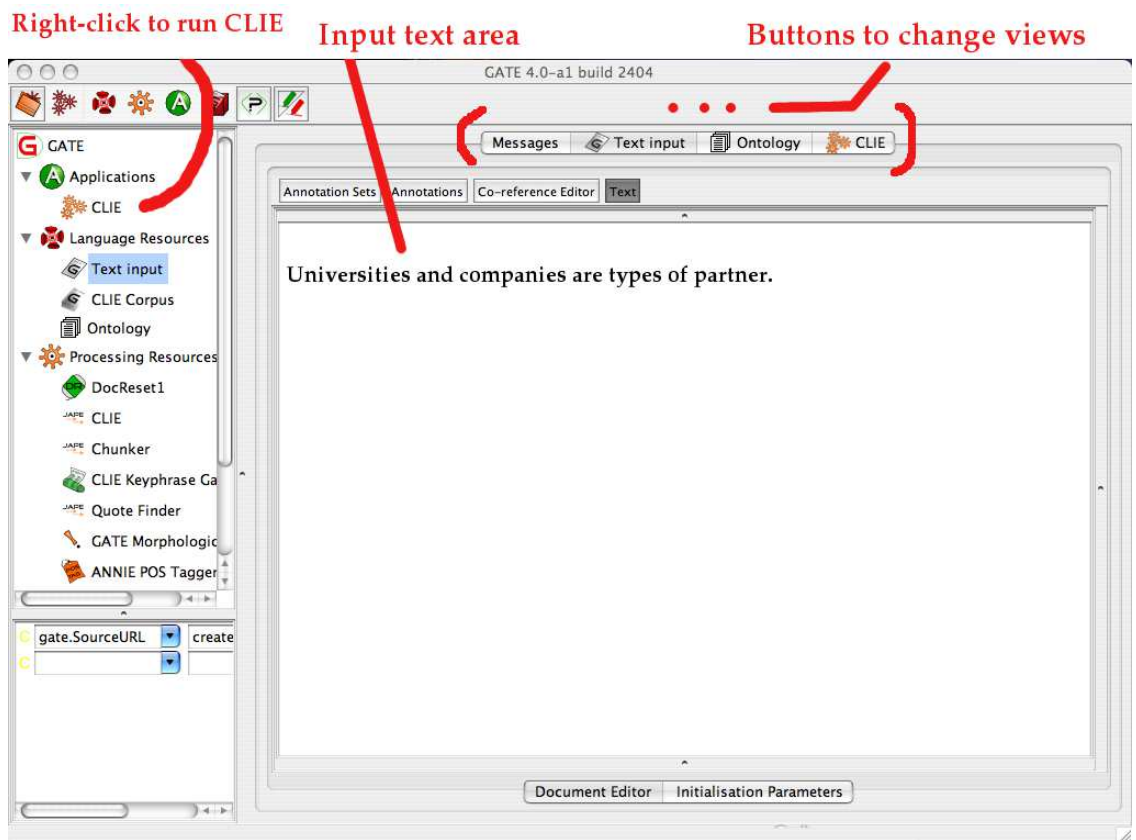 Right-click to run CLIE
Input text area
Buttons to change views
GATE 4.0-a1 build 2404
GATE
Applications
CLIE
Language Resources
Text input
CLIE Corpus
Ontology
Processing Resources
DocReset1
CLIE
Chunker
CLIE Keyphrase Ga
Quote Finder
GATE Morphologic
ANNIE POS Tagger
gate.SourceURL create
Messages Text input Ontology CLIE
Annotation Sets Annotations Co-reference Editor Text
Universities and companies are types of partner.
Document Editor Initialisation Parameters